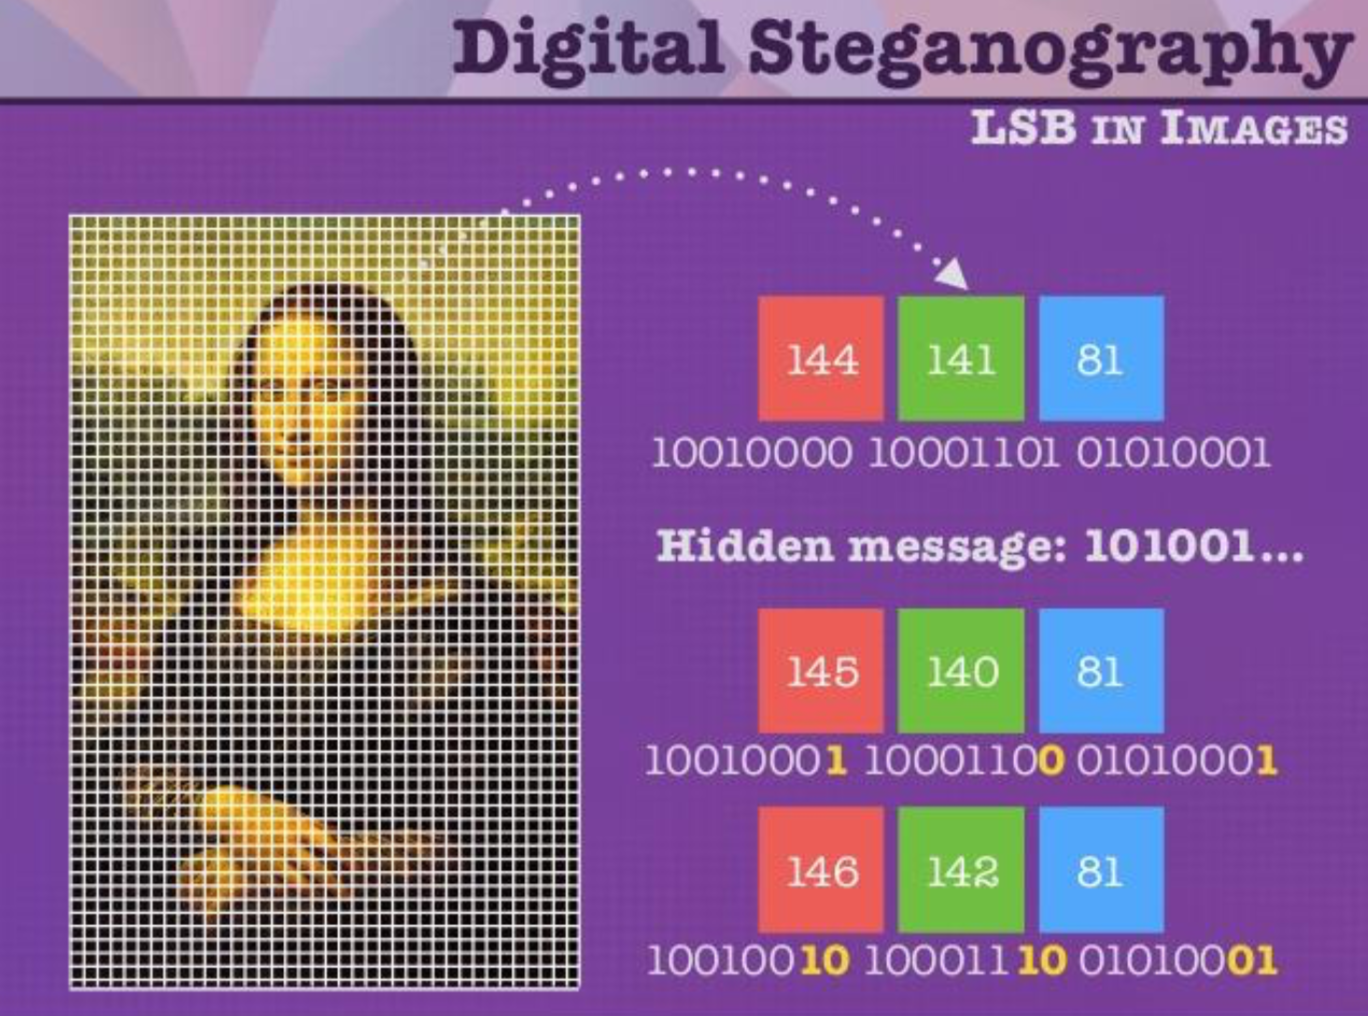 Digital Steganography
LSB IN IMAGES
144 141 81
10010000 10001101 01010001
Hidden message: 101001...
145 140 81
10010001 10001100 01010001
146 142 81
10010010 10001110 01010001